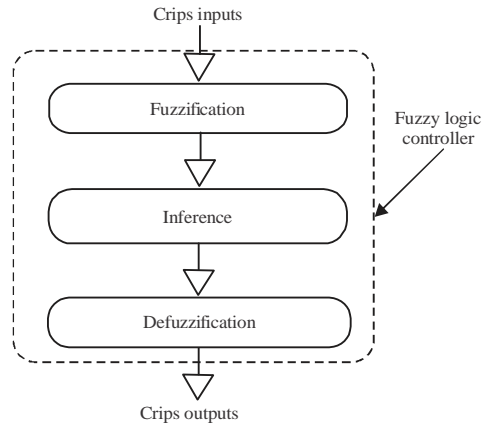 Crips inputs
Fuzzification
Fuzzy logic
controller
Inference
Defuzzification
Crips outputs